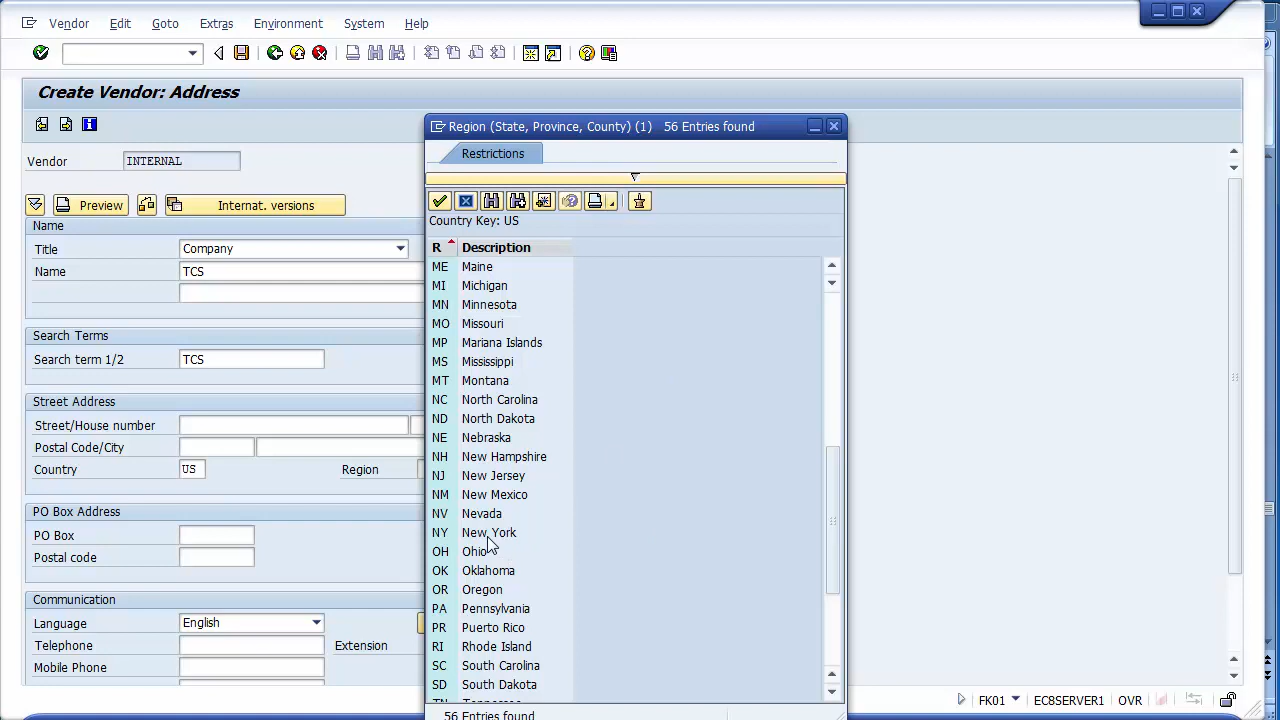 Vendor Edit Goto Extras Environment System Help
Create Vendor: Address
Vendor INTERNAL
Preview Internat. versions
Name
Title Company
Name TCS
Search Terms
Search term 1/2 TCS
Street Address
Street/House number
Postal Code/City
Country US Region
PO Box Address
PO Box
Postal code
Communication
Language English
Telephone Extension
Mobile Phone
Region (State, Province, County) (1) 56 Entries found
Restrictions
Country Key: US
R Description
ME Maine
MI Michigan
MN Minnesota
MO Missouri
MP Mariana Islands
MS Mississippi
MT Montana
NC North Carolina
ND North Dakota
NE Nebraska
NH New Hampshire
NJ New Jersey
NM New Mexico
NV Nevada
NY New York
OH Ohio
OK Oklahoma
OR Oregon
PA Pennsylvania
PR Puerto Rico
RI Rhode Island
SC South Carolina
SD South Dakota
TN Tennessee
56 Entries found
FK01 EC8SERVER1 OVR